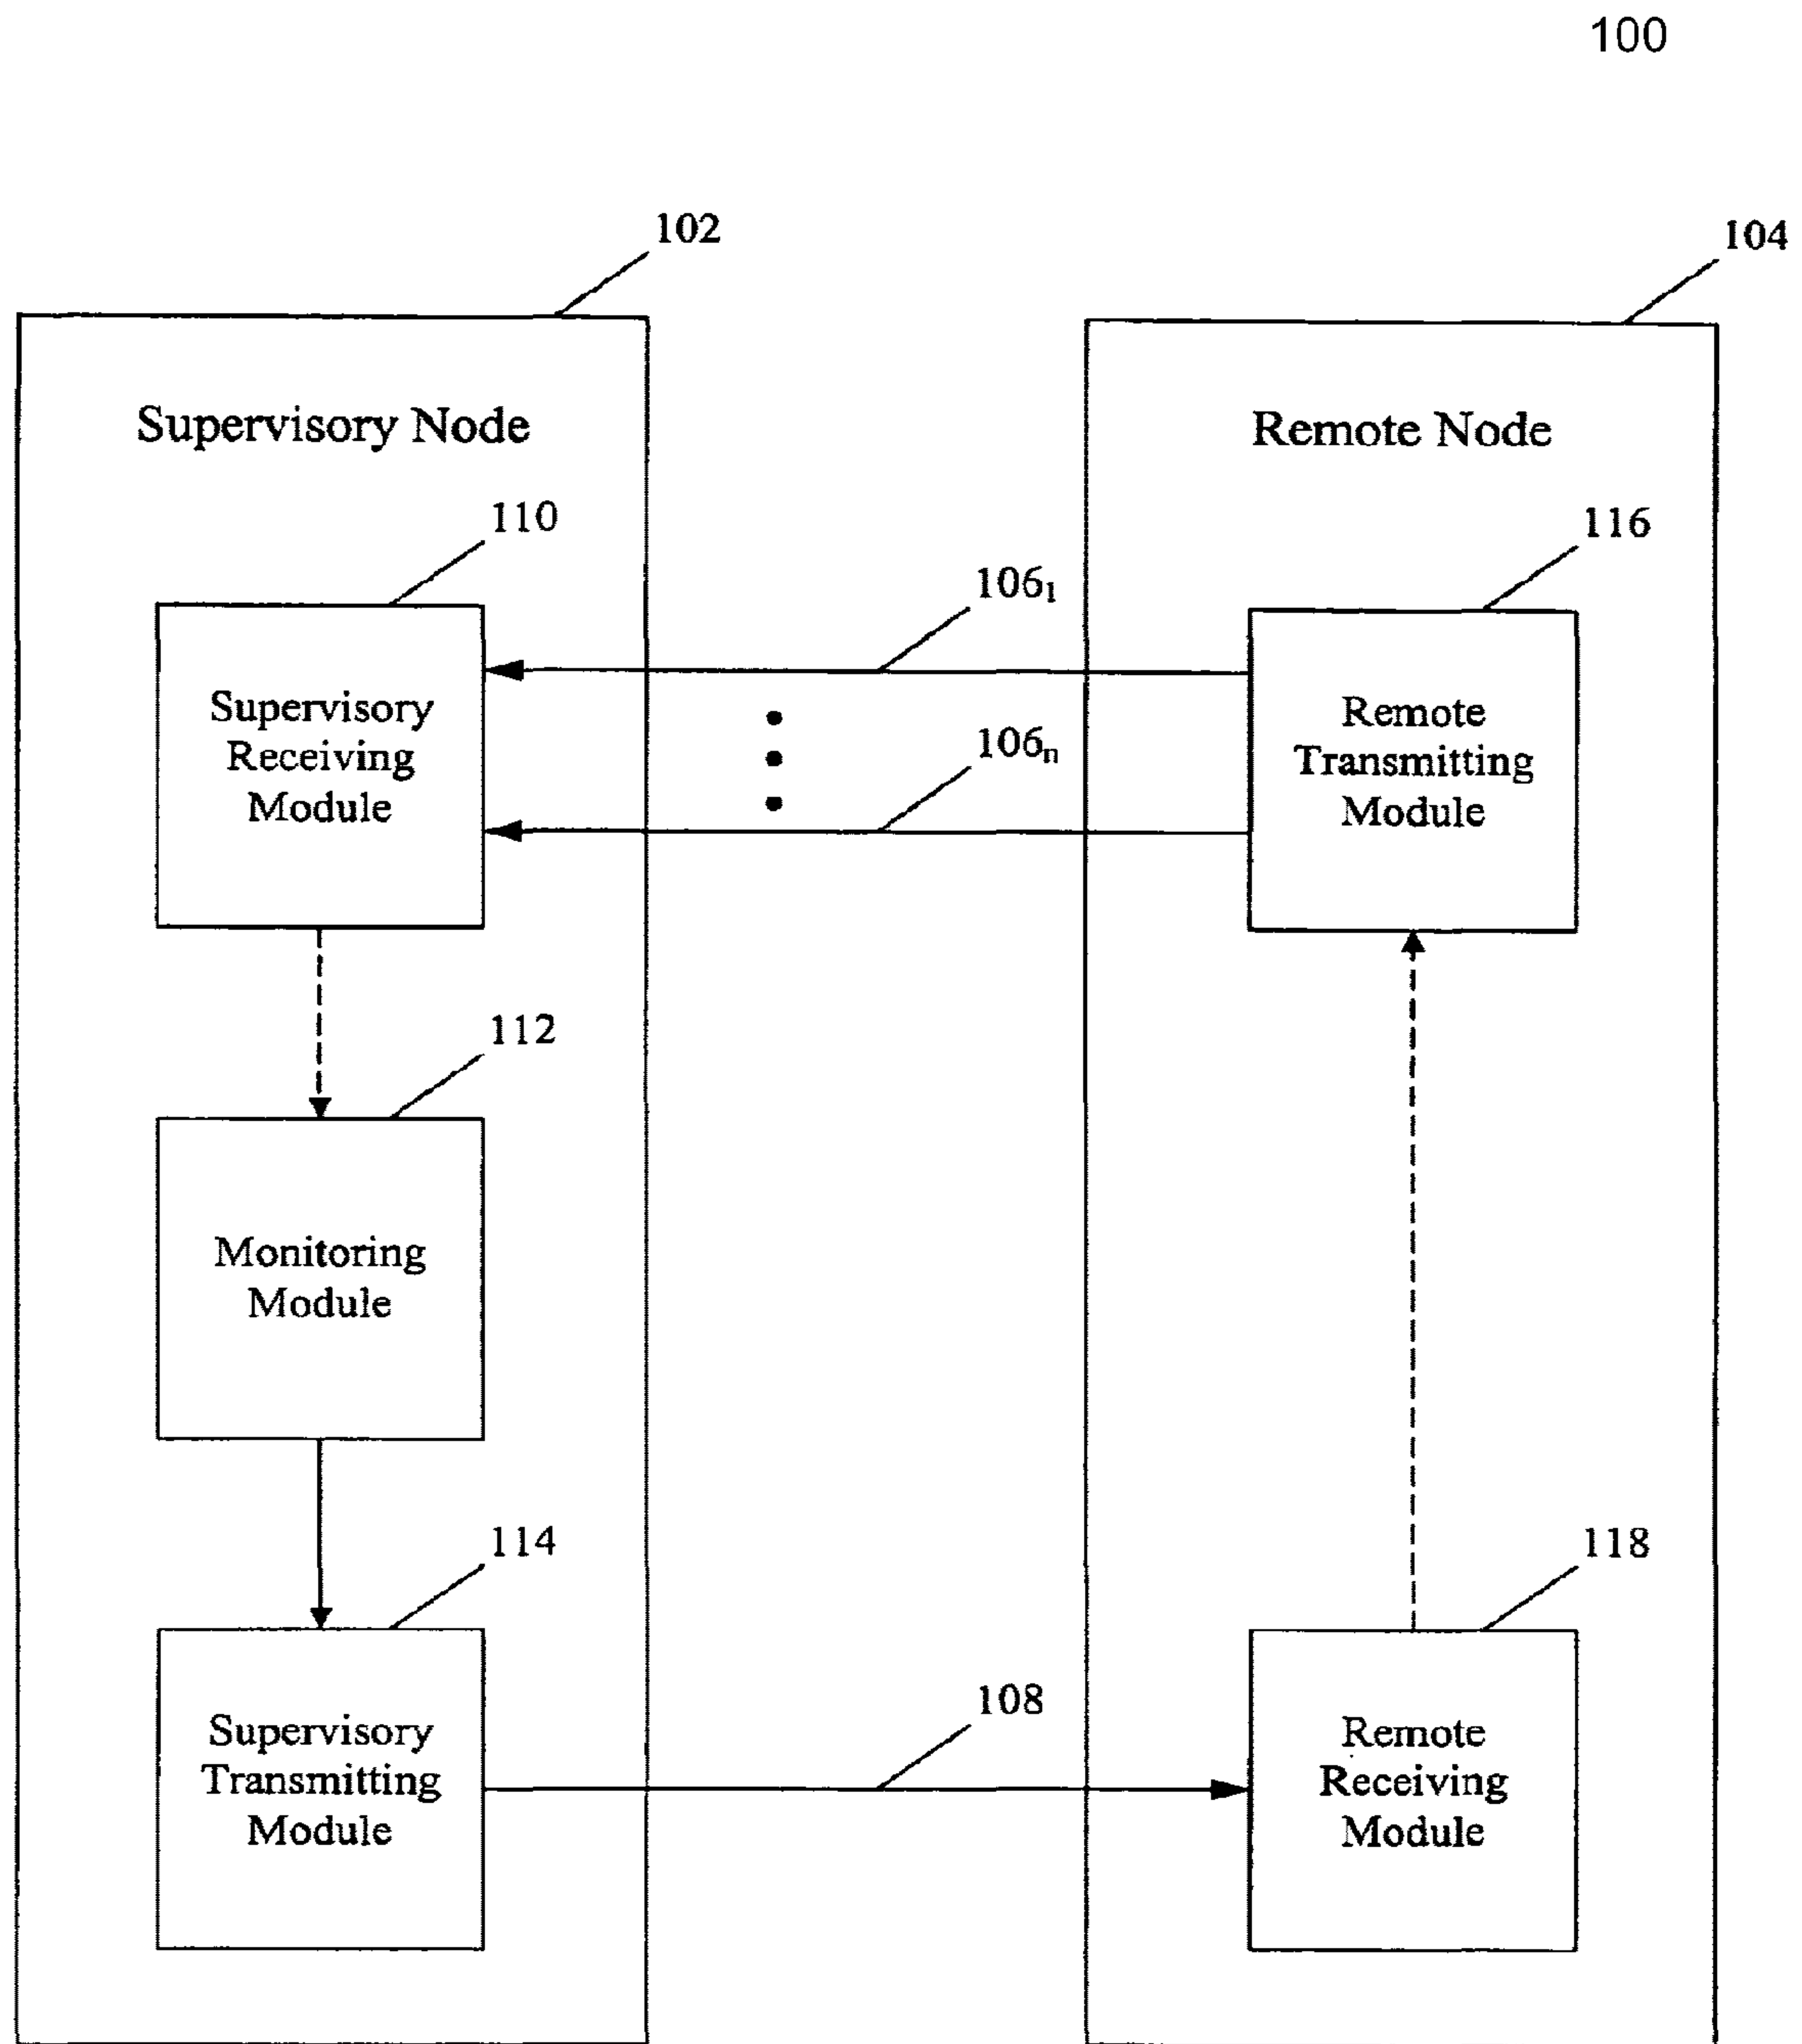 100
102
104
Supervisory Node
Remote Node
110
116
106₁
Supervisory
Receiving
Module
106ₙ
Remote
Transmitting
Module
112
Monitoring
Module
114
118
108
Supervisory
Transmitting
Module
Remote
Receiving
Module